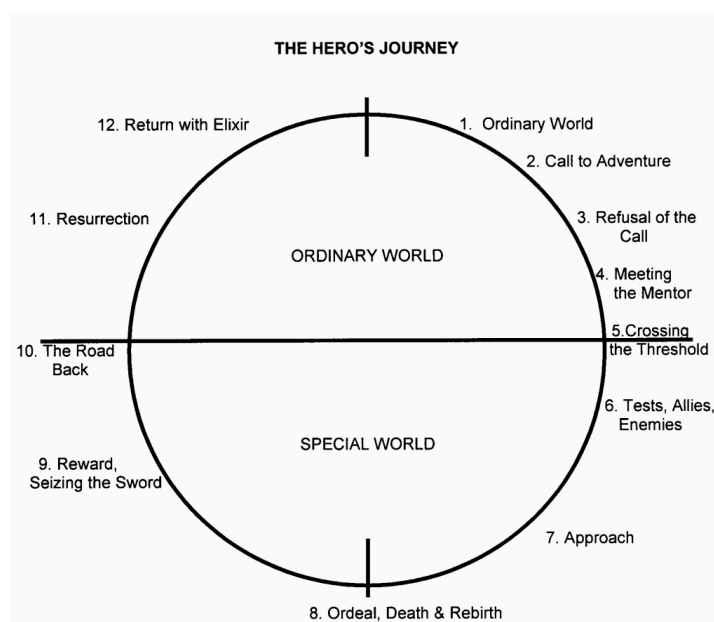 THE HERO'S JOURNEY
12. Return with Elixir
1. Ordinary World
2. Call to Adventure
11. Resurrection
3. Refusal of the
Call
ORDINARY WORLD
4. Meeting
the Mentor
5.Crossing
the Threshold
10. The Road
Back
6. Tests, Allies,
Enemies
SPECIAL WORLD
9. Reward,
Seizing the Sword
7. Approach
8. Ordeal, Death & Rebirth